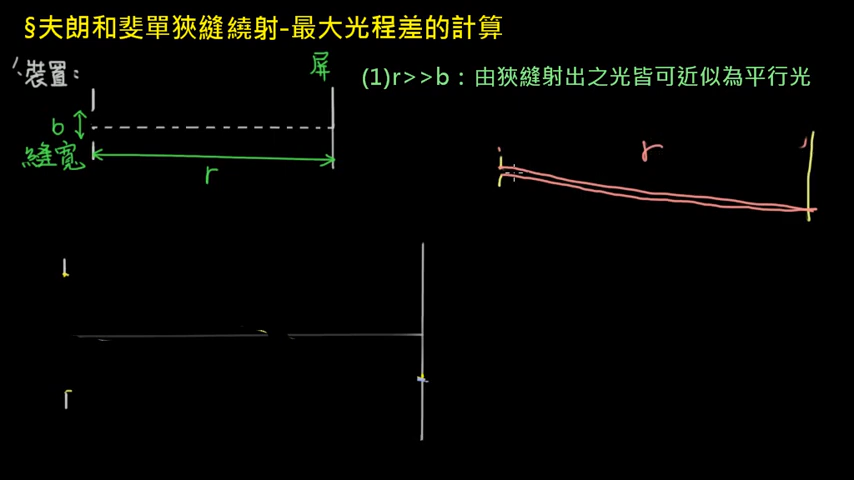 §夫朗和斐單狹縫繞射-最大光程差的計算
裝置：
屏
(1)r>>b：由狹縫射出之光皆可近似為平行光
b
縫寬
r
r